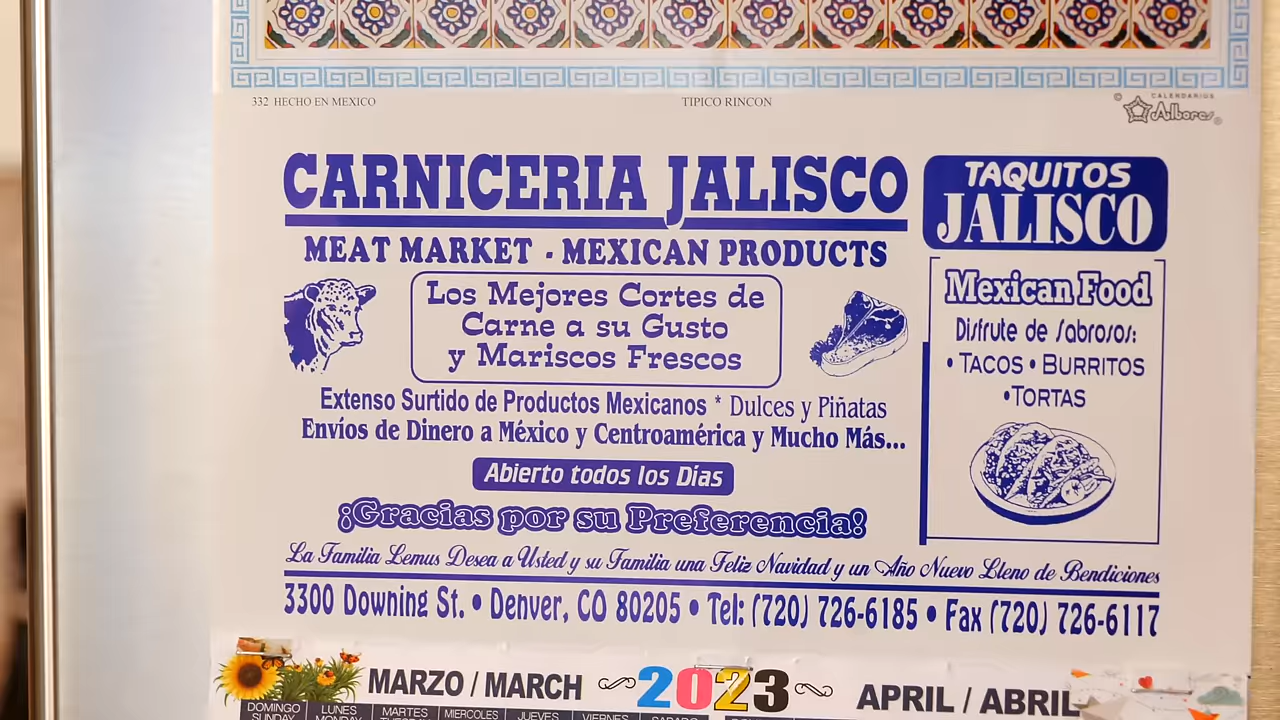 332 HECHO EN MEXICO
TIPICO RINCON
© CALENDARIOS
Albores®
CARNICERIA JALISCO
MEAT MARKET - MEXICAN PRODUCTS
Los Mejores Cortes de
Carne a su Gusto
y Mariscos Frescos
Extenso Surtido de Productos Mexicanos * Dulces y Piñatas
Envíos de Dinero a México y Centroamérica y Mucho Más...
Abierto todos los Días
¡Gracias por su Preferencia!
TAQUITOS
JALISCO
Mexican Food
Disfrute de Sabrosos:
• TACOS • BURRITOS
•TORTAS
La Familia Lemus Desea a Usted y su Familia una Feliz Navidad y un Año Nuevo Lleno de Bendiciones
3300 Downing St. • Denver, CO 80205 • Tel: (720) 726-6185 • Fax (720) 726-6117
MARZO / MARCH 2023 APRIL / ABRIL
DOMINGO LUNES MARTES MIERCOLES JUEVES VIERNES SABADO
SUNDAY MONDAY